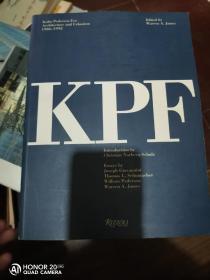 Kohn Pedersen Fox
Architecture and Urbanism
1986-1992
Edited by
Warren A. James
KPF
Introduction by
Christian Norberg-Schulz
Essays by
Joseph Giovannini
Thomas L. Schumacher
William Pedersen
Warren A. James
RIZZOLI
HONOR 20 PRO
AI QUAD CAMERA